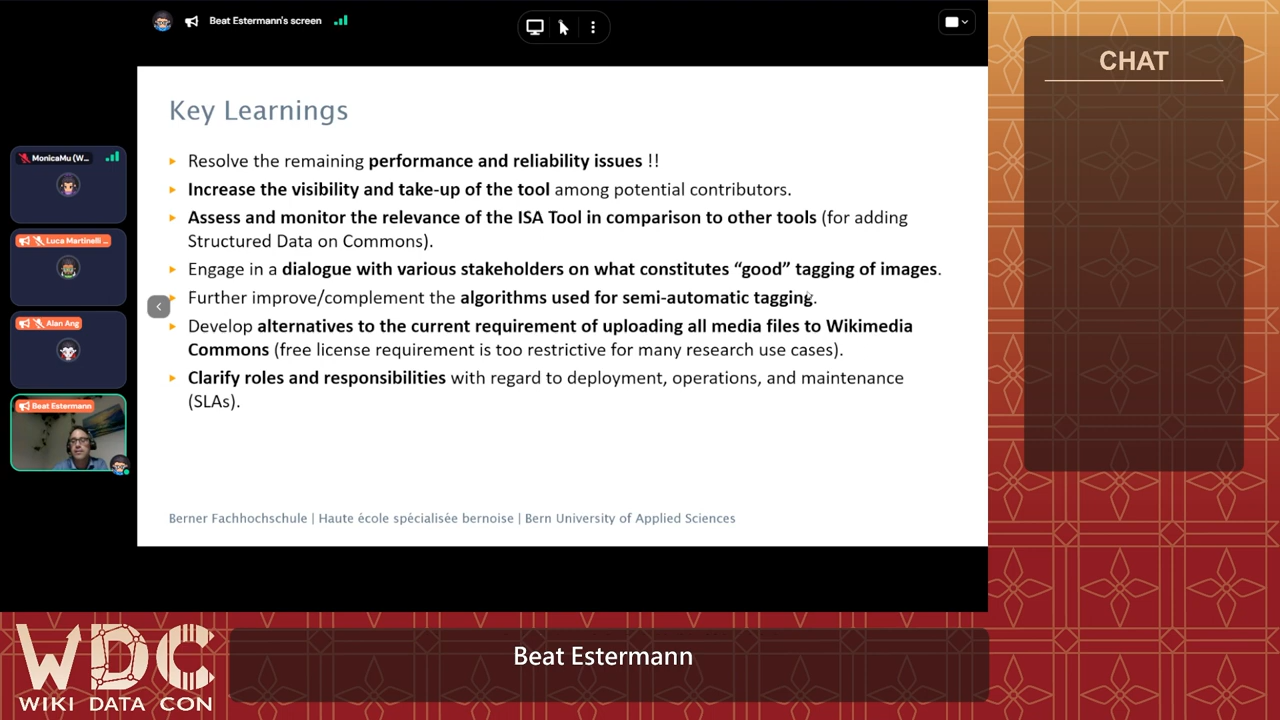 Beat Estermann's screen
CHAT
Key Learnings
Resolve the remaining performance and reliability issues !!
Increase the visibility and take-up of the tool among potential contributors.
Assess and monitor the relevance of the ISA Tool in comparison to other tools (for adding
Structured Data on Commons).
Engage in a dialogue with various stakeholders on what constitutes “good” tagging of images.
Further improve/complement the algorithms used for semi-automatic tagging.
Develop alternatives to the current requirement of uploading all media files to Wikimedia
Commons (free license requirement is too restrictive for many research use cases).
Clarify roles and responsibilities with regard to deployment, operations, and maintenance
(SLAs).
Berner Fachhochschule | Haute école spécialisée bernoise | Bern University of Applied Sciences
MonicaMu (W...
Luca Martinelli ...
Alan Ang
Beat Estermann
WDC
WIKI DATA CON
Beat Estermann